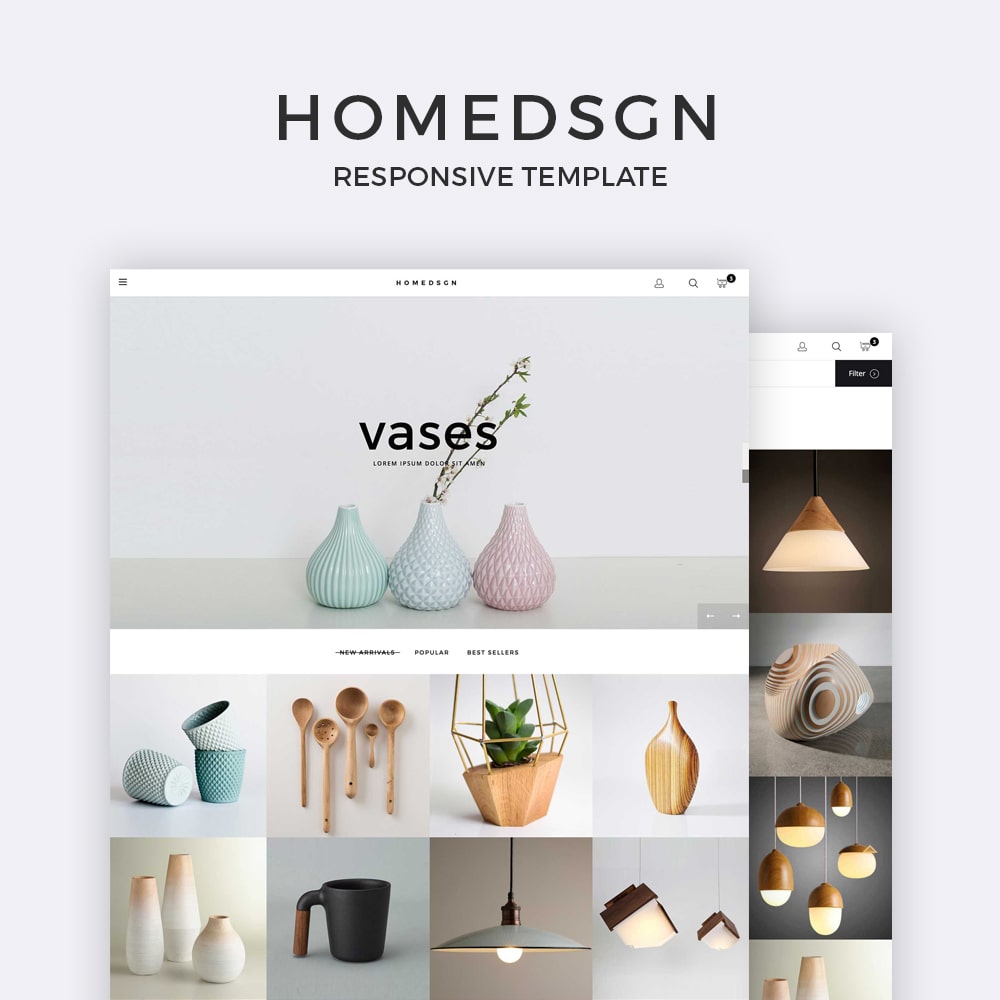 HOMEDSGN
RESPONSIVE TEMPLATE
HOMEDSGN
3
3
Filter
vases
LOREM IPSUM DOLOR SIT AMEN
NEW ARRIVALS POPULAR BEST SELLERS